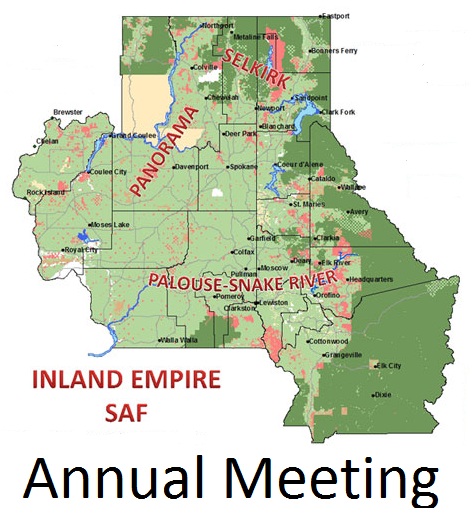 Eastport
Northport
Metaline Falls
Bonners Ferry
SELKIRK
Colville
Chewelah
Newport
Sandpoint
Clark Fork
Brewster
PANORAMA
Grand Coulee
Deer Park
Blanchard
Chelan
Coulee City
Davenport
Spokane
Coeur d'Alene
Cataldo
Wallace
Rock Island
St. Maries
Avery
Moses Lake
Royal City
Garfield
Clarkia
Colfax
Deary
Elk River
Pullman
Moscow
Headquarters
PALOUSE-SNAKE RIVER
Pomeroy
Lewiston
Orofino
Clarkston
Walla Walla
Cottonwood
Grangeville
Elk City
Dixie
INLAND EMPIRE
SAF
Annual Meeting